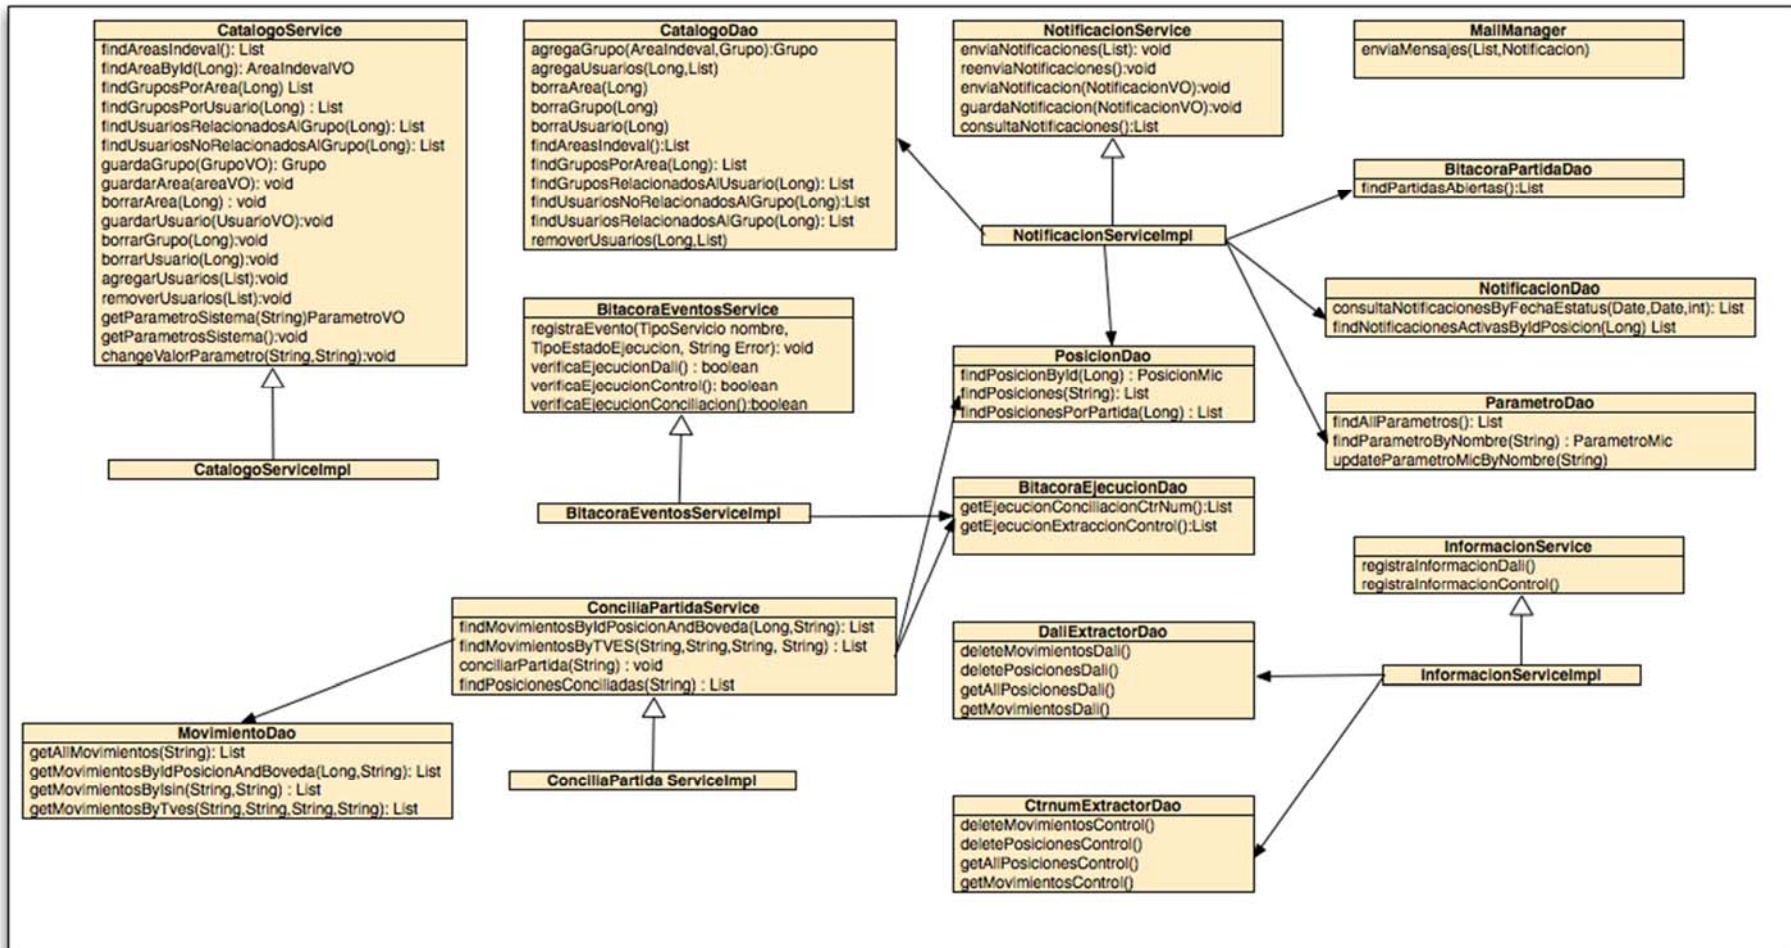 CatalogoService
findAreasIndeval(): List
findAreaById(Long): AreaIndevalVO
findGruposPorArea(Long) List
findGruposPorUsuario(Long) : List
findUsuariosRelacionadosAlGrupo(Long): List
findUsuariosNoRelacionadosAlGrupo(Long): List
guardaGrupo(GrupoVO): Grupo
guardarArea(areaVO): void
borrarArea(Long) : void
guardarUsuario(UsuarioVO):void
borrarGrupo(Long):void
borrarUsuario(Long):void
agregarUsuarios(List):void
removerUsuarios(List):void
getParametroSistema(String)ParametroVO
getParametrosSistema():void
changeValorParametro(String,String):void
CatalogoServiceImpl
CatalogoDao
agregaGrupo(AreaIndeval,Grupo):Grupo
agregaUsuarios(Long,List)
borraArea(Long)
borraGrupo(Long)
borraUsuario(Long)
findAreasIndeval():List
findGruposPorArea(Long): List
findGruposRelacionadosAlUsuario(Long): List
findUsuariosNoRelacionadosAlGrupo(Long):List
findUsuariosRelacionadosAlGrupo(Long): List
removerUsuarios(Long,List)
BitacoraEventosService
registraEvento(TipoServicio nombre,
TipoEstadoEjecucion, String Error): void
verificaEjecucionDali() : boolean
verificaEjecucionControl(): boolean
verificaEjecucionConciliacion():boolean
BitacoraEventosServiceImpl
NotificacionService
enviaNotificaciones(List): void
reenviaNotificaciones():void
enviaNotificacion(NotificacionVO):void
guardaNotificacion(NotificacionVO):void
consultaNotificaciones():List
NotificacionServiceImpl
MailManager
enviaMensajes(List,Notificacion)
BitacoraPartidaDao
findPartidasAbiertas():List
NotificacionDao
consultaNotificacionesByFechaEstatus(Date,Date,int): List
findNotificacionesActivasByIdPosicion(Long) List
PosicionDao
findPosicionById(Long) : PosicionMic
findPosiciones(String): List
findPosicionesPorPartida(Long) : List
ParametroDao
findAllParametros(): List
findParametroByNombre(String) : ParametroMic
updateParametroMicByNombre(String)
BitacoraEjecucionDao
getEjecucionConciliacionCtrNum():List
getEjecucionExtraccionControl():List
InformacionService
registraInformacionDali()
registraInformacionControl()
InformacionServiceImpl
ConciliaPartidaService
findMovimientosByIdPosicionAndBoveda(Long,String): List
findMovimientosByTVES(String,String,String, String) : List
conciliarPartida(String) : void
findPosicionesConciliadas(String) : List
ConciliaPartida ServiceImpl
DaliExtractorDao
deleteMovimientosDali()
deletePosicionesDali()
getAllPosicionesDali()
getMovimientosDali()
MovimientoDao
getAllMovimientos(String): List
getMovimientosByIdPosicionAndBoveda(Long,String): List
getMovimientosByIsin(String,String) : List
getMovimientosByTves(String,String,String,String): List
CtrnumExtractorDao
deleteMovimientosControl()
deletePosicionesControl()
getAllPosicionesControl()
getMovimientosControl()